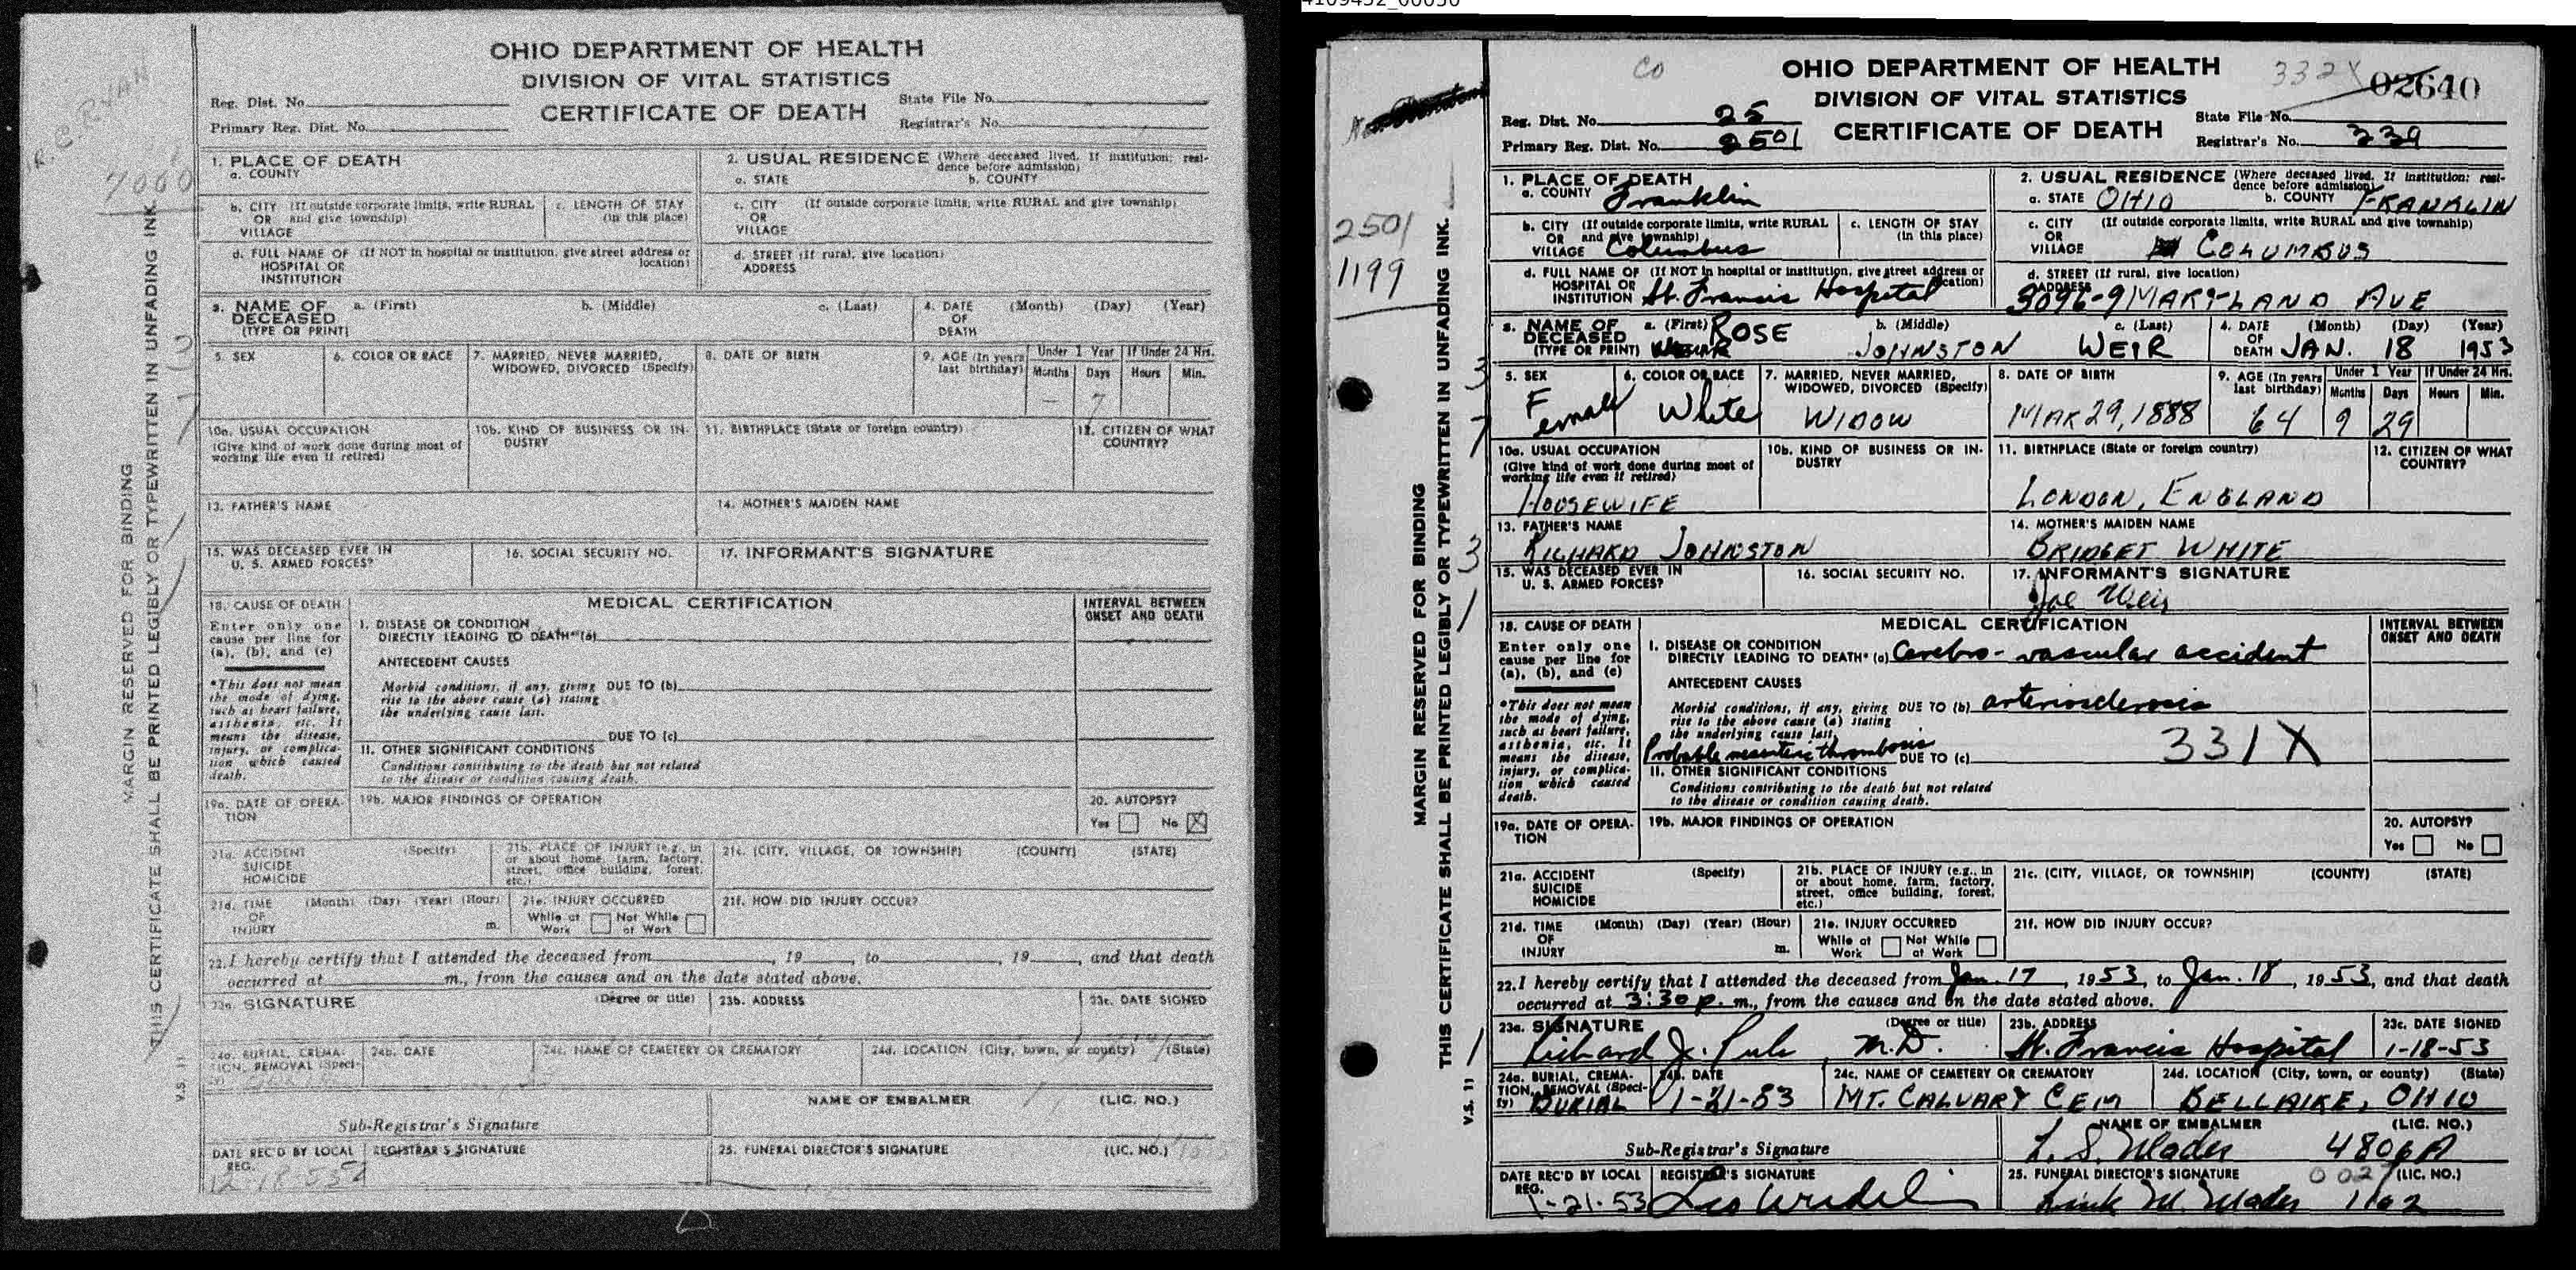 OHIO DEPARTMENT OF HEALTH
DIVISION OF VITAL STATISTICS
CERTIFICATE OF DEATH
Reg. Dist. No.
Primary Reg. Dist. No.
State File No.
Registrar's No.
7000
1. PLACE OF DEATH
a. COUNTY
2. USUAL RESIDENCE (Where deceased lived. If institution: resi-
dence before admission)
a. STATE b. COUNTY
b. CITY (If outside corporate limits, write RURAL
OR and give township)
VILLAGE
c. LENGTH OF STAY
(in this place)
c. CITY (If outside corporate limits, write RURAL and give township)
OR
VILLAGE
d. FULL NAME OF (If NOT in hospital or institution, give street address or
HOSPITAL OR location)
INSTITUTION
d. STREET (If rural, give location)
ADDRESS
3. NAME OF a. (First) b. (Middle) c. (Last)
DECEASED
(TYPE OR PRINT)
4. DATE (Month) (Day) (Year)
OF
DEATH
5. SEX
6. COLOR OR RACE
7. MARRIED, NEVER MARRIED,
WIDOWED, DIVORCED (Specify)
8. DATE OF BIRTH
9. AGE (In years
last birthday)
Under 1 Year If Under 24 Hrs.
Months Days Hours Min.
— 7
10a. USUAL OCCUPATION
(Give kind of work done during most of
working life even if retired)
10b. KIND OF BUSINESS OR IN-
DUSTRY
11. BIRTHPLACE (State or foreign country)
12. CITIZEN OF WHAT
COUNTRY?
13. FATHER'S NAME
14. MOTHER'S MAIDEN NAME
15. WAS DECEASED EVER IN
U. S. ARMED FORCES?
16. SOCIAL SECURITY NO.
17. INFORMANT'S SIGNATURE
18. CAUSE OF DEATH
Enter only one
cause per line for
(a), (b), and (c)
*This does not mean
the mode of dying,
such as heart failure,
asthenia, etc. It
means the disease,
injury, or complica-
tion which caused
death.
MEDICAL CERTIFICATION
INTERVAL BETWEEN
ONSET AND DEATH
I. DISEASE OR CONDITION
DIRECTLY LEADING TO DEATH* (a)
ANTECEDENT CAUSES
Morbid conditions, if any, giving DUE TO (b)
rise to the above cause (a) stating
the underlying cause last.
DUE TO (c)
II. OTHER SIGNIFICANT CONDITIONS
Conditions contributing to the death but not related
to the disease or condition causing death.
19a. DATE OF OPERA-
TION
19b. MAJOR FINDINGS OF OPERATION
20. AUTOPSY?
Yes No X
21a. ACCIDENT (Specify)
SUICIDE
HOMICIDE
21b. PLACE OF INJURY (e.g., in
or about home, farm, factory,
street, office building, forest,
etc.)
21c. (CITY, VILLAGE, OR TOWNSHIP) (COUNTY) (STATE)
21d. TIME (Month) (Day) (Year) (Hour)
OF
INJURY m.
21e. INJURY OCCURRED
While at Not While
Work at Work
21f. HOW DID INJURY OCCUR?
22. I hereby certify that I attended the deceased from , 19 , to , 19 , and that death
occurred at m., from the causes and on the date stated above.
23a. SIGNATURE (Degree or title)
23b. ADDRESS
23c. DATE SIGNED
24a. BURIAL, CREMA-
TION, REMOVAL (Speci-
fy)
24b. DATE
24c. NAME OF CEMETERY OR CREMATORY
24d. LOCATION (City, town, or county) (State)
NAME OF EMBALMER (LIC. NO.)
Sub-Registrar's Signature
DATE REC'D BY LOCAL
REG.
REGISTRAR'S SIGNATURE
25. FUNERAL DIRECTOR'S SIGNATURE (LIC. NO.)
MARGIN RESERVED FOR BINDING
THIS CERTIFICATE SHALL BE PRINTED LEGIBLY OR TYPEWRITTEN IN UNFADING INK.
V.S. 11
CO
OHIO DEPARTMENT OF HEALTH
DIVISION OF VITAL STATISTICS
CERTIFICATE OF DEATH
332X
02640
Reg. Dist. No. 25
Primary Reg. Dist. No. 2501
State File No.
Registrar's No. 339
2501
1199
1. PLACE OF DEATH
a. COUNTY Franklin
2. USUAL RESIDENCE (Where deceased lived. If institution: resi-
dence before admission)
a. STATE OHIO b. COUNTY FRANKLIN
b. CITY (If outside corporate limits, write RURAL
OR and give township)
VILLAGE Columbus
c. LENGTH OF STAY
(in this place)
c. CITY (If outside corporate limits, write RURAL and give township)
OR
VILLAGE COLUMBUS
d. FULL NAME OF (If NOT in hospital or institution, give street address or
HOSPITAL OR location)
INSTITUTION St. Francis Hospital
d. STREET (If rural, give location)
ADDRESS 3096-9 MARYLAND AVE
3. NAME OF a. (First) b. (Middle) c. (Last)
DECEASED
(TYPE OR PRINT) ROSE JOHNSTON WEIR
4. DATE (Month) (Day) (Year)
OF
DEATH JAN. 18 1953
5. SEX
Female
6. COLOR OR RACE
White
7. MARRIED, NEVER MARRIED,
WIDOWED, DIVORCED (Specify)
WIDOW
8. DATE OF BIRTH
MAR 29, 1888
9. AGE (In years
last birthday)
64
Under 1 Year If Under 24 Hrs.
Months Days Hours Min.
9 29
10a. USUAL OCCUPATION
(Give kind of work done during most of
working life even if retired)
HOUSEWIFE
10b. KIND OF BUSINESS OR IN-
DUSTRY
11. BIRTHPLACE (State or foreign country)
LONDON, ENGLAND
12. CITIZEN OF WHAT
COUNTRY?
13. FATHER'S NAME
RICHARD JOHNSTON
14. MOTHER'S MAIDEN NAME
BRIDGET WHITE
15. WAS DECEASED EVER IN
U. S. ARMED FORCES?
16. SOCIAL SECURITY NO.
17. INFORMANT'S SIGNATURE
Joe Weir
18. CAUSE OF DEATH
Enter only one
cause per line for
(a), (b), and (c)
*This does not mean
the mode of dying,
such as heart failure,
asthenia, etc. It
means the disease,
injury, or complica-
tion which caused
death.
MEDICAL CERTIFICATION
INTERVAL BETWEEN
ONSET AND DEATH
I. DISEASE OR CONDITION
DIRECTLY LEADING TO DEATH* (a) Cerebro-vascular accident
ANTECEDENT CAUSES
Morbid conditions, if any, giving DUE TO (b) arteriosclerosis
rise to the above cause (a) stating
the underlying cause last.
Probable mesenteric thrombosis DUE TO (c) 331X
II. OTHER SIGNIFICANT CONDITIONS
Conditions contributing to the death but not related
to the disease or condition causing death.
19a. DATE OF OPERA-
TION
19b. MAJOR FINDINGS OF OPERATION
20. AUTOPSY?
Yes No
21a. ACCIDENT (Specify)
SUICIDE
HOMICIDE
21b. PLACE OF INJURY (e.g., in
or about home, farm, factory,
street, office building, forest,
etc.)
21c. (CITY, VILLAGE, OR TOWNSHIP) (COUNTY) (STATE)
21d. TIME (Month) (Day) (Year) (Hour)
OF
INJURY m.
21e. INJURY OCCURRED
While at Not While
Work at Work
21f. HOW DID INJURY OCCUR?
22. I hereby certify that I attended the deceased from Jan. 17, 1953, to Jan. 18, 1953, and that death
occurred at 3:30 p. m., from the causes and on the date stated above.
23a. SIGNATURE (Degree or title)
Richard J. M.D.
23b. ADDRESS
St. Francis Hospital
23c. DATE SIGNED
1-18-53
24a. BURIAL, CREMA-
TION, REMOVAL (Speci-
fy) BURIAL
24b. DATE
1-21-53
24c. NAME OF CEMETERY OR CREMATORY
MT. CALVARY CEM
24d. LOCATION (City, town, or county) (State)
BELLAIRE, OHIO
NAME OF EMBALMER (LIC. NO.)
L. S. Mader 4806A
Sub-Registrar's Signature
DATE REC'D BY LOCAL
REG.
1-21-53
REGISTRAR'S SIGNATURE
25. FUNERAL DIRECTOR'S SIGNATURE (LIC. NO.)
M. Mader 1162
MARGIN RESERVED FOR BINDING
THIS CERTIFICATE SHALL BE PRINTED LEGIBLY OR TYPEWRITTEN IN UNFADING INK.
V.S. 11